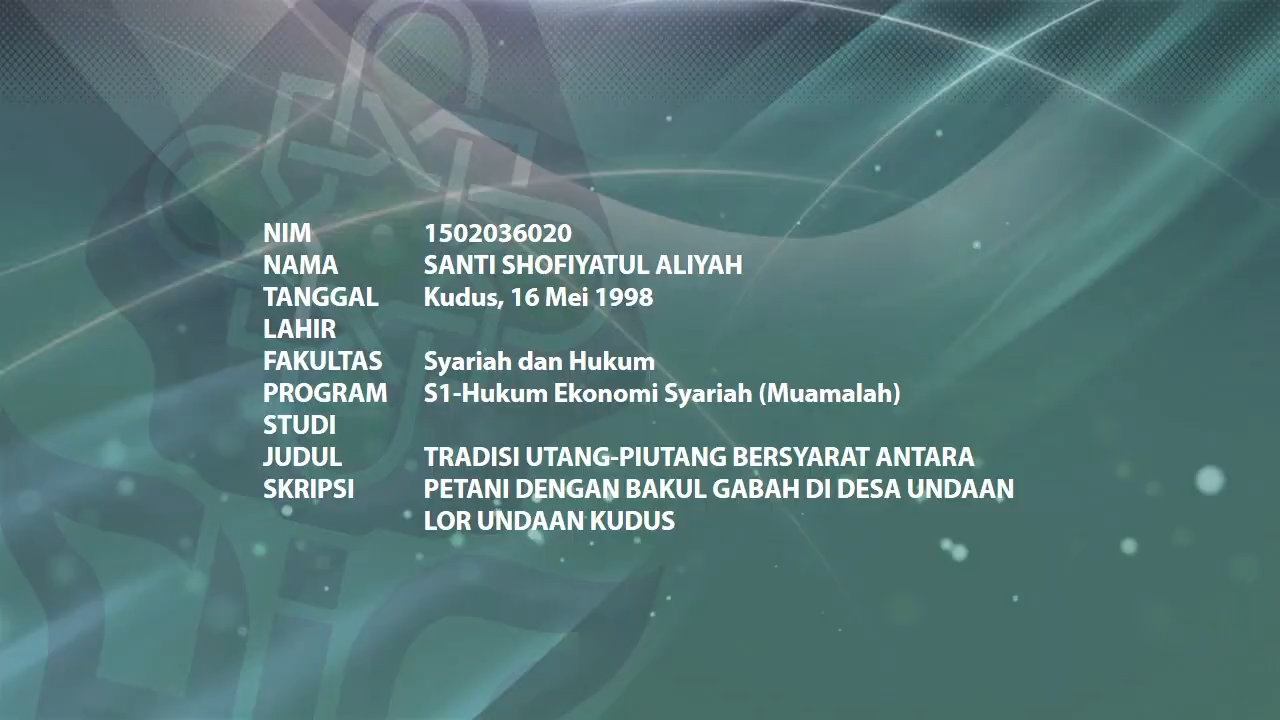 NIM 1502036020
NAMA SANTI SHOFIYATUL ALIYAH
TANGGAL Kudus, 16 Mei 1998
LAHIR
FAKULTAS Syariah dan Hukum
PROGRAM S1-Hukum Ekonomi Syariah (Muamalah)
STUDI
JUDUL TRADISI UTANG-PIUTANG BERSYARAT ANTARA
SKRIPSI PETANI DENGAN BAKUL GABAH DI DESA UNDAAN
LOR UNDAAN KUDUS